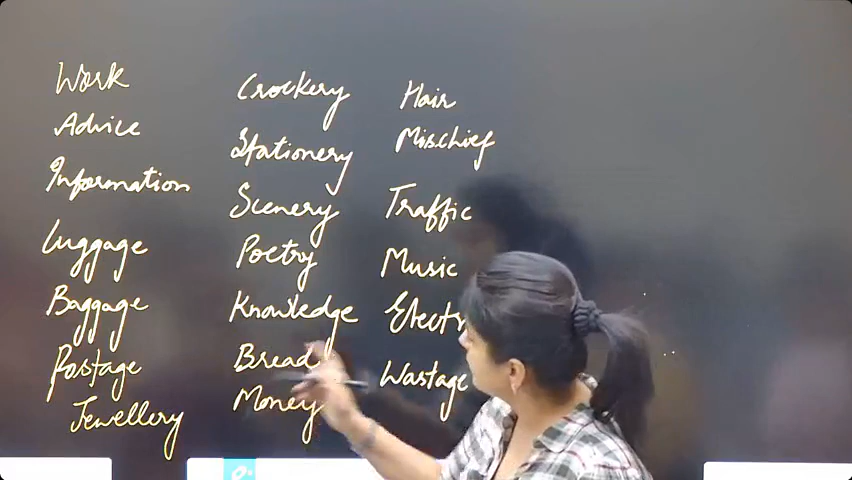 Work
Advice
Information
Luggage
Baggage
Postage
Jewellery
Crockery
Stationery
Scenery
Poetry
Knowledge
Bread
Money
Hair
Mischief
Traffic
Music
Wastage